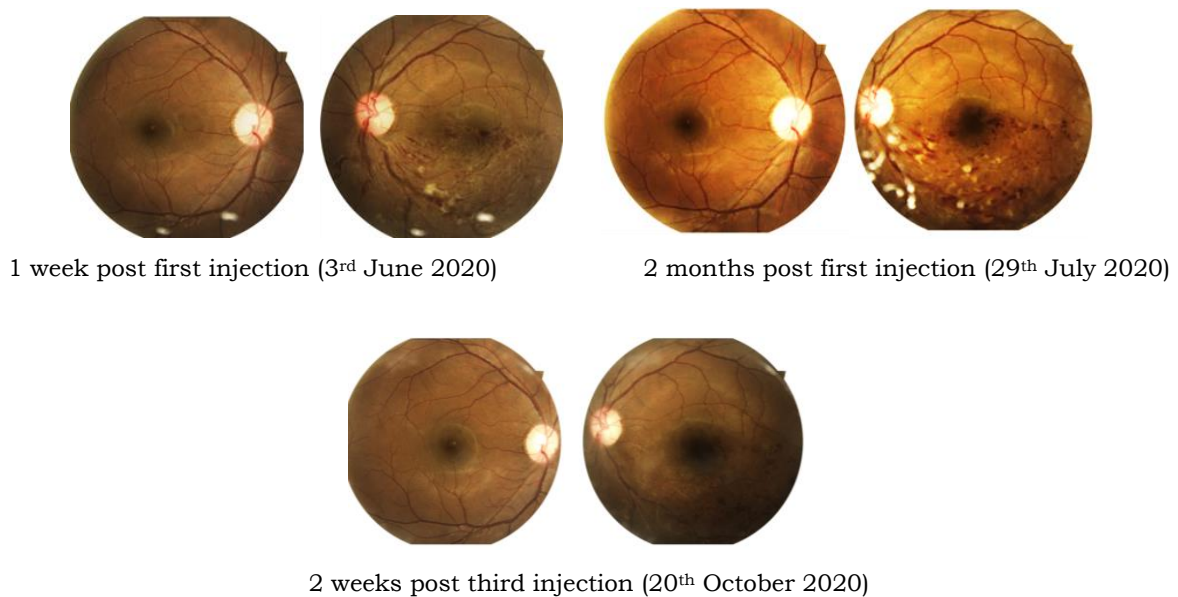 1 week post first injection (3rd June 2020)
2 months post first injection (29th July 2020)
2 weeks post third injection (20th October 2020)